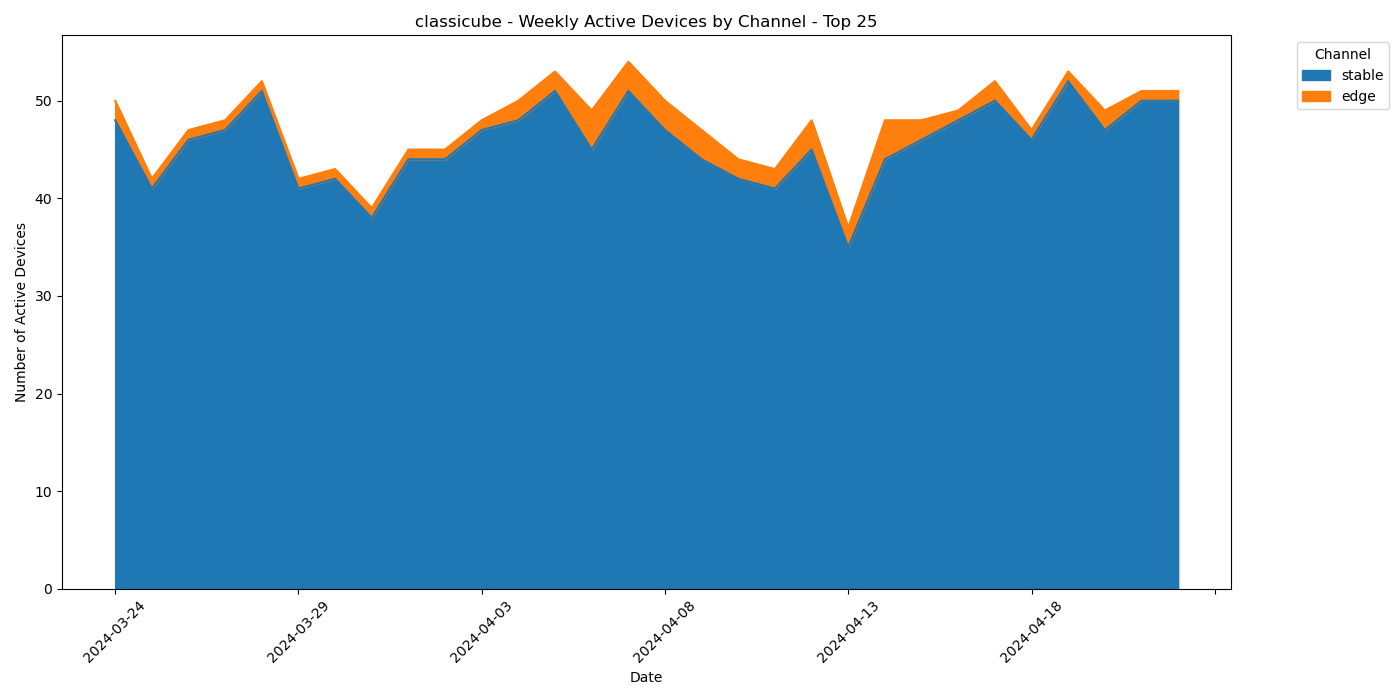 classicube - Weekly Active Devices by Channel - Top 25
Channel
stable
edge
Number of Active Devices
50
40
30
20
10
0
2024-03-24
2024-03-29
2024-04-03
2024-04-08
2024-04-13
2024-04-18
Date